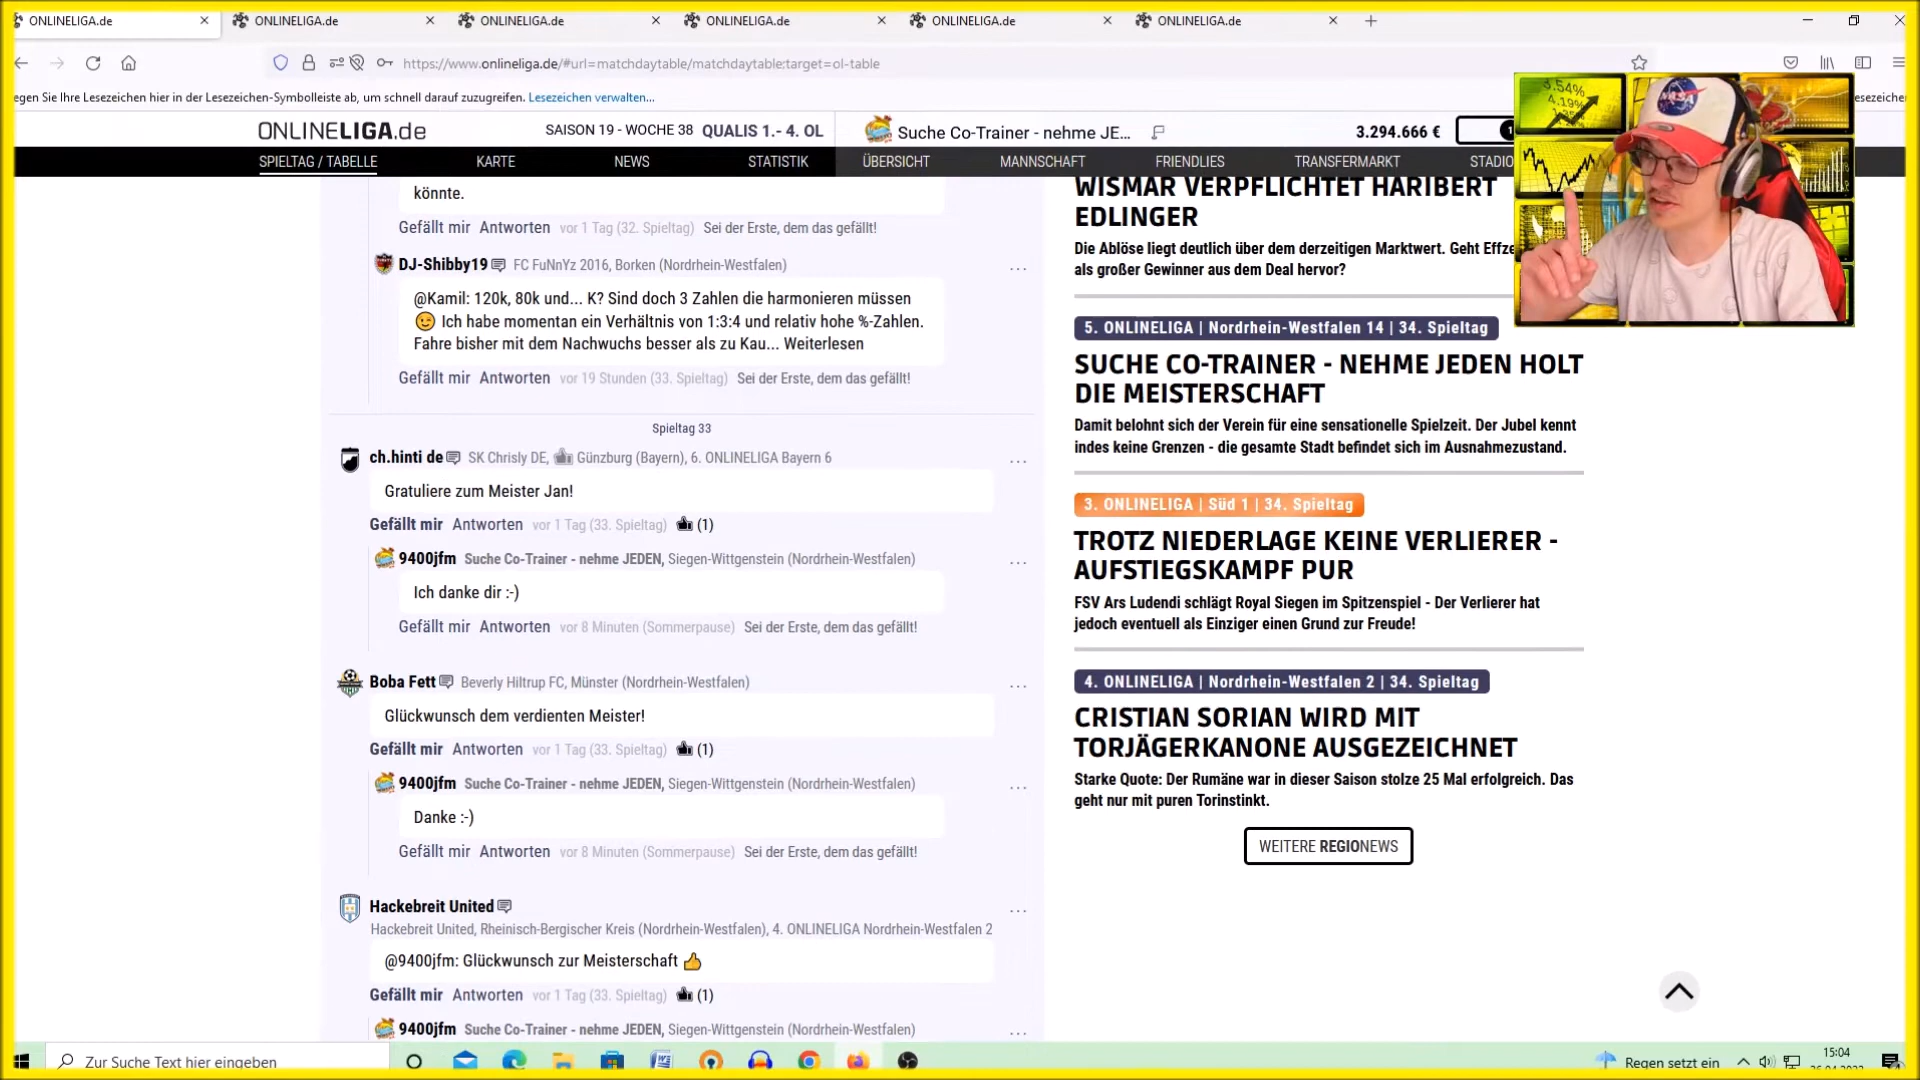 ONLINELIGA.de ONLINELIGA.de ONLINELIGA.de ONLINELIGA.de ONLINELIGA.de ONLINELIGA.de
https://www.onlineliga.de/#url=matchdaytable/matchdaytable:target=ol-table
egen Sie Ihre Lesezeichen hier in der Lesezeichen-Symbolleiste ab, um schnell darauf zuzugreifen. Lesezeichen verwalten...
ONLINELIGA.de SAISON 19 - WOCHE 38 QUALIS 1.- 4. OL Suche Co-Trainer - nehme JE... 3.294.666 €
SPIELTAG / TABELLE KARTE NEWS STATISTIK ÜBERSICHT MANNSCHAFT FRIENDLIES TRANSFERMARKT STADIO
könnte.
Gefällt mir Antworten vor 1 Tag (32. Spieltag) Sei der Erste, dem das gefällt!
DJ-Shibby19 FC FuNnYz 2016, Borken (Nordrhein-Westfalen)
...
@Kamil: 120k, 80k und... K? Sind doch 3 Zahlen die harmonieren müssen
😉 Ich habe momentan ein Verhältnis von 1:3:4 und relativ hohe %-Zahlen.
Fahre bisher mit dem Nachwuchs besser als zu Kau... Weiterlesen
Gefällt mir Antworten vor 19 Stunden (33. Spieltag) Sei der Erste, dem das gefällt!
Spieltag 33
ch.hinti de SK Chrisly DE, Günzburg (Bayern), 6. ONLINELIGA Bayern 6
...
Gratuliere zum Meister Jan!
Gefällt mir Antworten vor 1 Tag (33. Spieltag) (1)
9400jfm Suche Co-Trainer - nehme JEDEN, Siegen-Wittgenstein (Nordrhein-Westfalen)
...
Ich danke dir :-)
Gefällt mir Antworten vor 8 Minuten (Sommerpause) Sei der Erste, dem das gefällt!
Boba Fett Beverly Hiltrup FC, Münster (Nordrhein-Westfalen)
...
Glückwunsch dem verdienten Meister!
Gefällt mir Antworten vor 1 Tag (33. Spieltag) (1)
9400jfm Suche Co-Trainer - nehme JEDEN, Siegen-Wittgenstein (Nordrhein-Westfalen)
...
Danke :-)
Gefällt mir Antworten vor 8 Minuten (Sommerpause) Sei der Erste, dem das gefällt!
Hackebreit United
...
Hackebreit United, Rheinisch-Bergischer Kreis (Nordrhein-Westfalen), 4. ONLINELIGA Nordrhein-Westfalen 2
@9400jfm: Glückwunsch zur Meisterschaft 👍
Gefällt mir Antworten vor 1 Tag (33. Spieltag) (1)
9400jfm Suche Co-Trainer - nehme JEDEN, Siegen-Wittgenstein (Nordrhein-Westfalen)
...
WISMAR VERPFLICHTET HARIBERT
EDLINGER
Die Ablöse liegt deutlich über dem derzeitigen Marktwert. Geht Effze
als großer Gewinner aus dem Deal hervor?
5. ONLINELIGA | Nordrhein-Westfalen 14 | 34. Spieltag
SUCHE CO-TRAINER - NEHME JEDEN HOLT
DIE MEISTERSCHAFT
Damit belohnt sich der Verein für eine sensationelle Spielzeit. Der Jubel kennt
indes keine Grenzen - die gesamte Stadt befindet sich im Ausnahmezustand.
3. ONLINELIGA | Süd 1 | 34. Spieltag
TROTZ NIEDERLAGE KEINE VERLIERER -
AUFSTIEGSKAMPF PUR
FSV Ars Ludendi schlägt Royal Siegen im Spitzenspiel - Der Verlierer hat
jedoch eventuell als Einziger einen Grund zur Freude!
4. ONLINELIGA | Nordrhein-Westfalen 2 | 34. Spieltag
CRISTIAN SORIAN WIRD MIT
TORJÄGERKANONE AUSGEZEICHNET
Starke Quote: Der Rumäne war in dieser Saison stolze 25 Mal erfolgreich. Das
geht nur mit puren Torinstinkt.
WEITERE REGIONEWS
3.54%
4.19%
NASA
esezeichen
Zur Suche Text hier eingeben Regen setzt ein 15:04